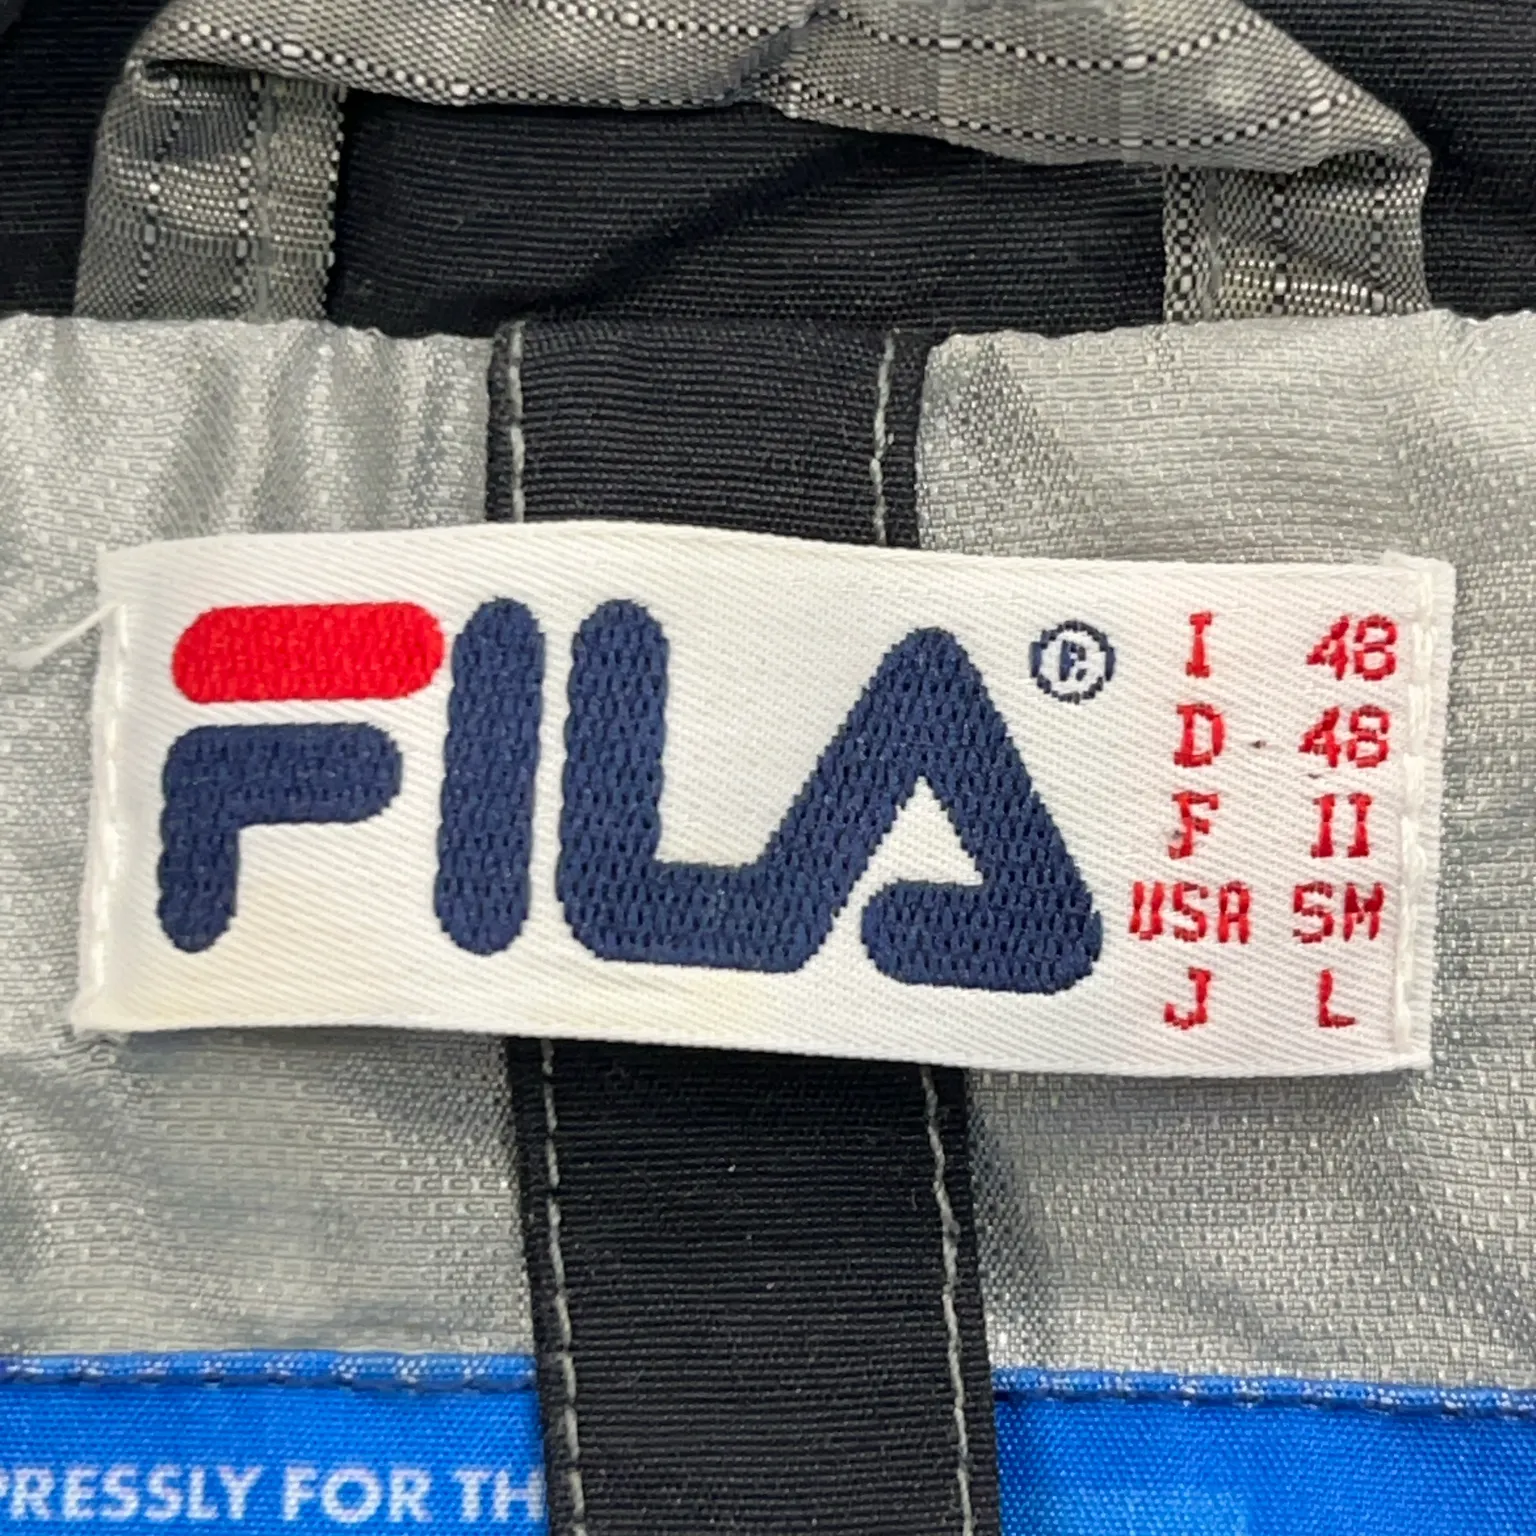 FILA®
I 48
D 48
F II
USA SM
J L
PRESSLY FOR TH